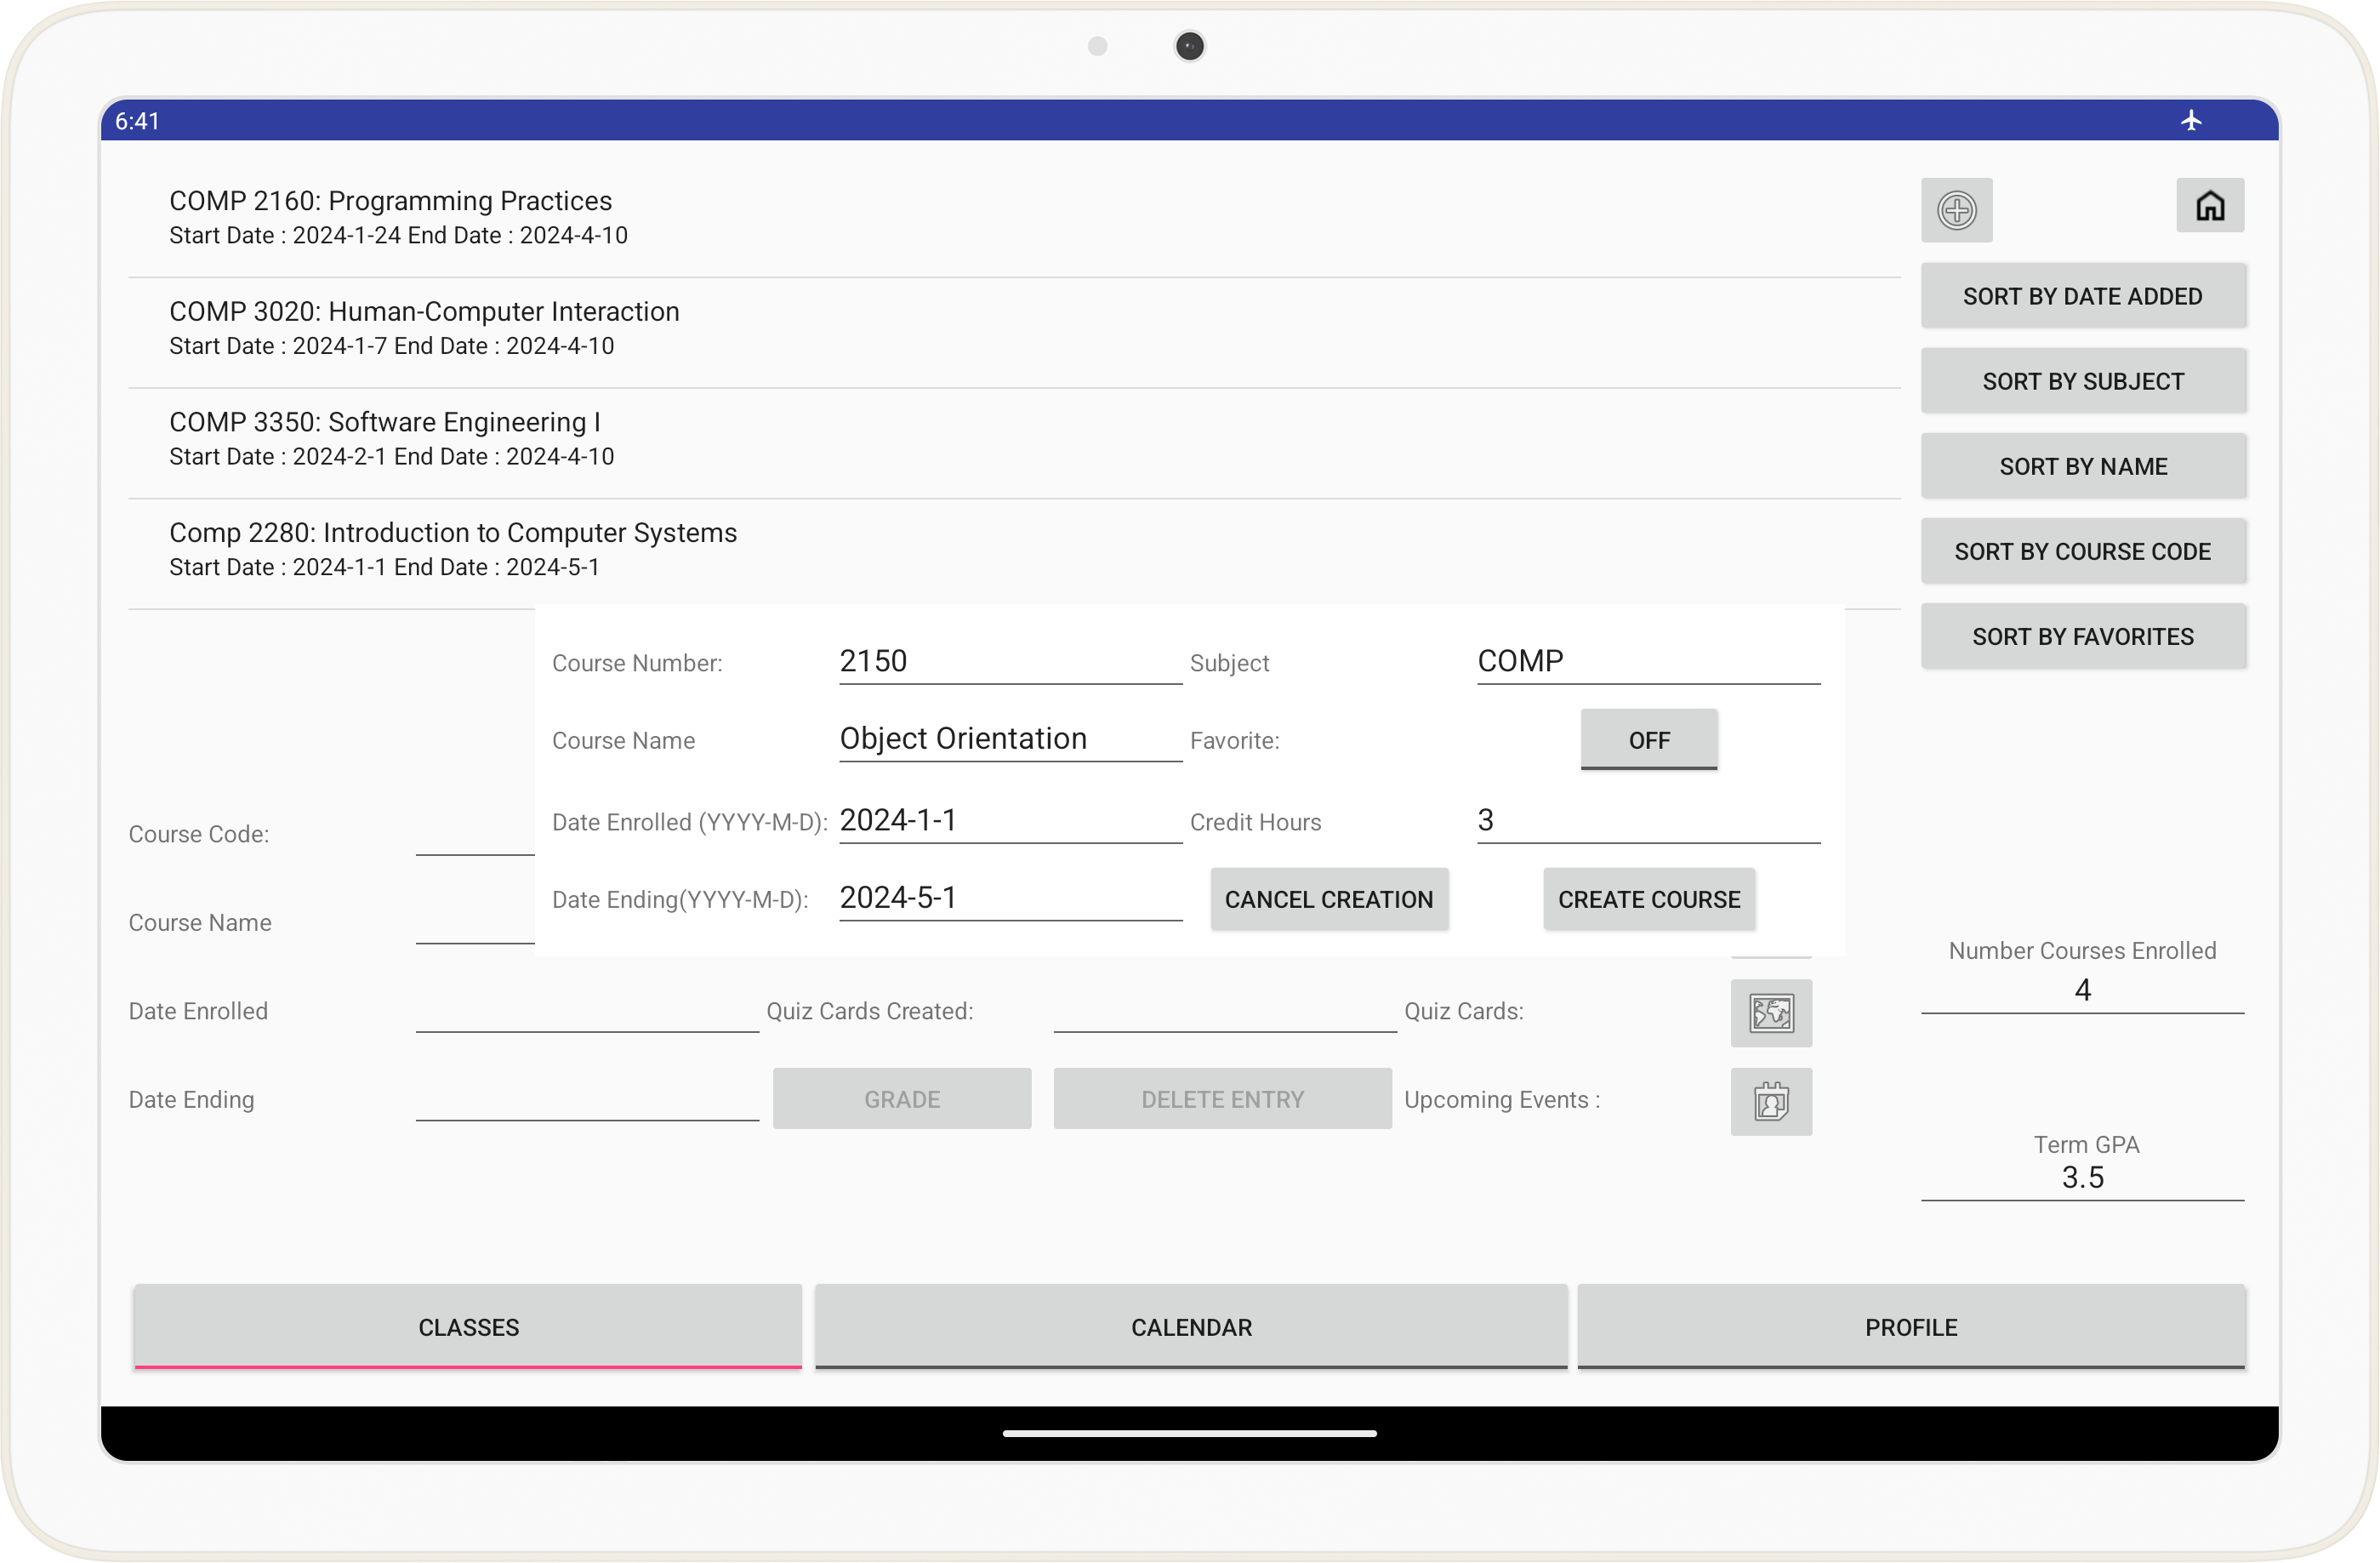 6:41
COMP 2160: Programming Practices
Start Date : 2024-1-24 End Date : 2024-4-10
COMP 3020: Human-Computer Interaction
Start Date : 2024-1-7 End Date : 2024-4-10
COMP 3350: Software Engineering I
Start Date : 2024-2-1 End Date : 2024-4-10
Comp 2280: Introduction to Computer Systems
Start Date : 2024-1-1 End Date : 2024-5-1
SORT BY DATE ADDED
SORT BY SUBJECT
SORT BY NAME
SORT BY COURSE CODE
SORT BY FAVORITES
Course Number: 2150 Subject COMP
Course Name Object Orientation Favorite: OFF
Date Enrolled (YYYY-M-D): 2024-1-1 Credit Hours 3
Date Ending(YYYY-M-D): 2024-5-1 CANCEL CREATION CREATE COURSE
Course Code:
Course Name
Date Enrolled Quiz Cards Created: Quiz Cards:
Date Ending GRADE DELETE ENTRY Upcoming Events :
Number Courses Enrolled
4
Term GPA
3.5
CLASSES CALENDAR PROFILE